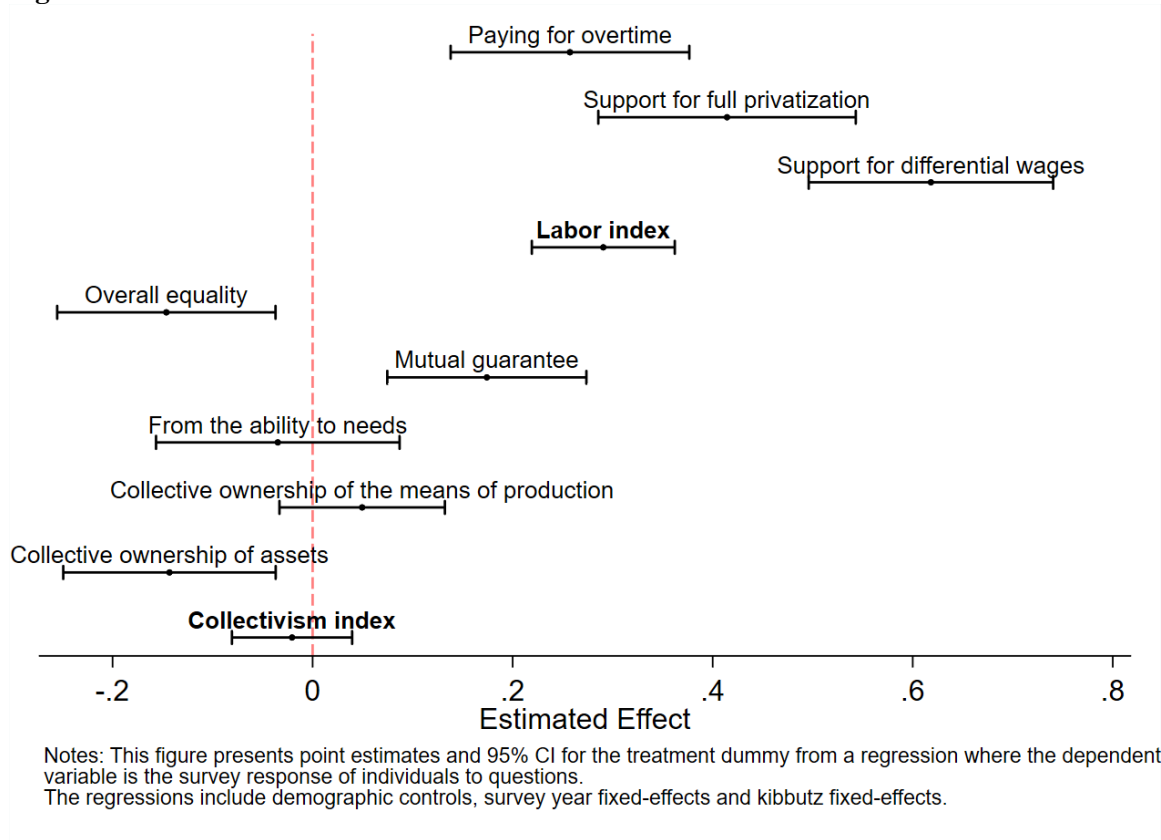 Paying for overtime
Support for full privatization
Support for differential wages
Labor index
Overall equality
Mutual guarantee
From the ability to needs
Collective ownership of the means of production
Collective ownership of assets
Collectivism index
-.2 0 .2 .4 .6 .8
Estimated Effect
Notes: This figure presents point estimates and 95% CI for the treatment dummy from a regression where the dependent
variable is the survey response of individuals to questions.
The regressions include demographic controls, survey year fixed-effects and kibbutz fixed-effects.